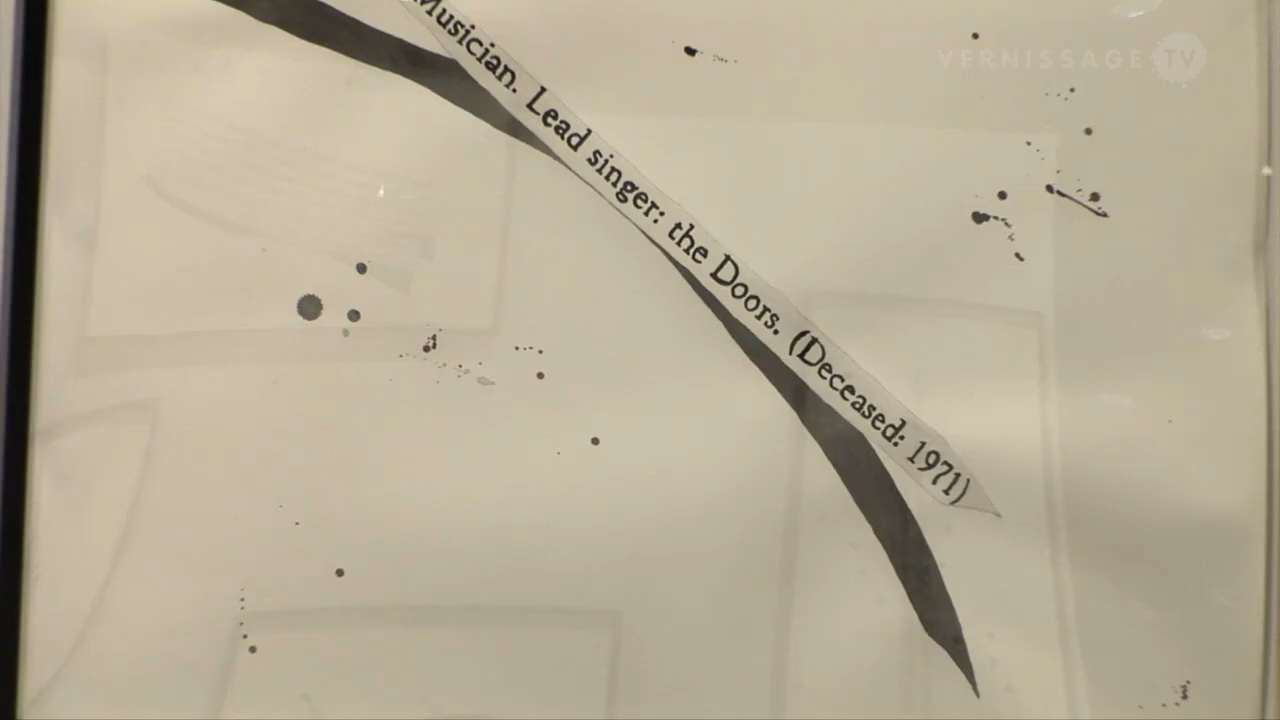 VERNISSAGE TV
Musician. Lead singer: the Doors. (Deceased: 1971)